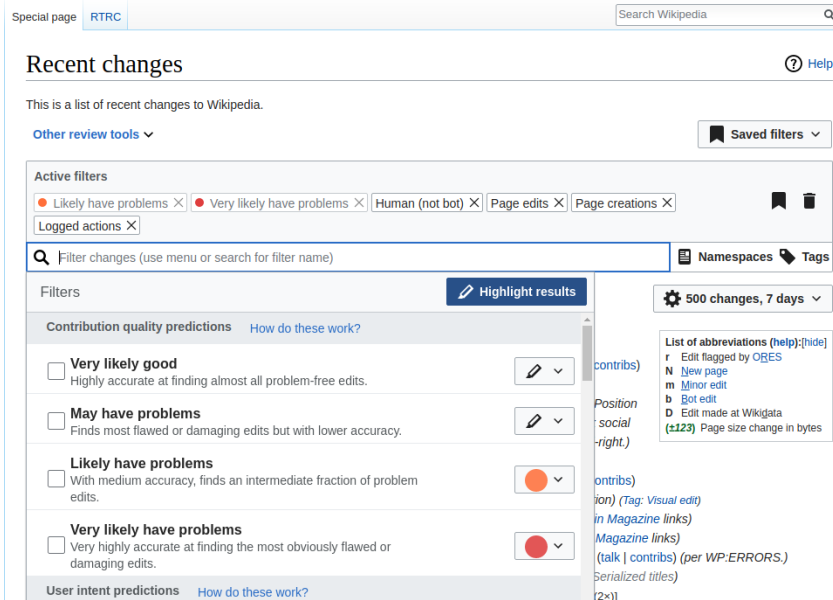 Special page RTRC Search Wikipedia
Recent changes Help
This is a list of recent changes to Wikipedia.
Other review tools Saved filters
Active filters
Likely have problems Very likely have problems Human (not bot) Page edits Page creations
Logged actions
Filter changes (use menu or search for filter name) Namespaces Tags
Filters Highlight results 500 changes, 7 days
Contribution quality predictions How do these work?
Very likely good
Highly accurate at finding almost all problem-free edits.
May have problems
Finds most flawed or damaging edits but with lower accuracy.
Likely have problems
With medium accuracy, finds an intermediate fraction of problem
edits.
Very likely have problems
Very highly accurate at finding the most obviously flawed or
damaging edits.
User intent predictions How do these work?
List of abbreviations (help):[hide]
r Edit flagged by ORES
N New page
m Minor edit
b Bot edit
D Edit made at Wikidata
(±123) Page size change in bytes
contribs)
Position
social
-right.)
ontribs)
ion) (Tag: Visual edit)
in Magazine links)
Magazine links)
(talk | contribs) (per WP:ERRORS.)
Serialized titles)
(2×)]